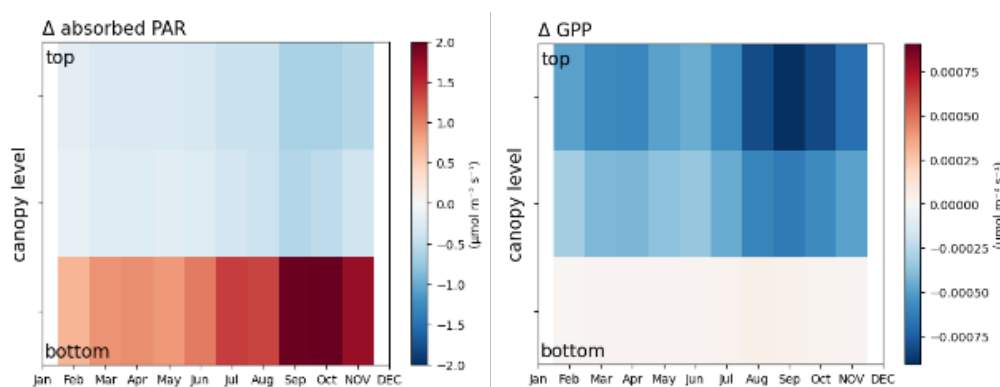 Δ absorbed PAR
top
bottom
canopy level
Jan Feb Mar Apr May Jun Jul Aug Sep Oct NOV DEC
2.0
1.5
1.0
0.5
0.0
−0.5
−1.0
−1.5
−2.0
(μmol m⁻² s⁻¹)
Δ GPP
top
bottom
canopy level
Jan Feb Mar Apr May Jun Jul Aug Sep Oct NOV DEC
0.00075
0.00050
0.00025
0.00000
−0.00025
−0.00050
−0.00075
(μmol m⁻² s⁻¹)